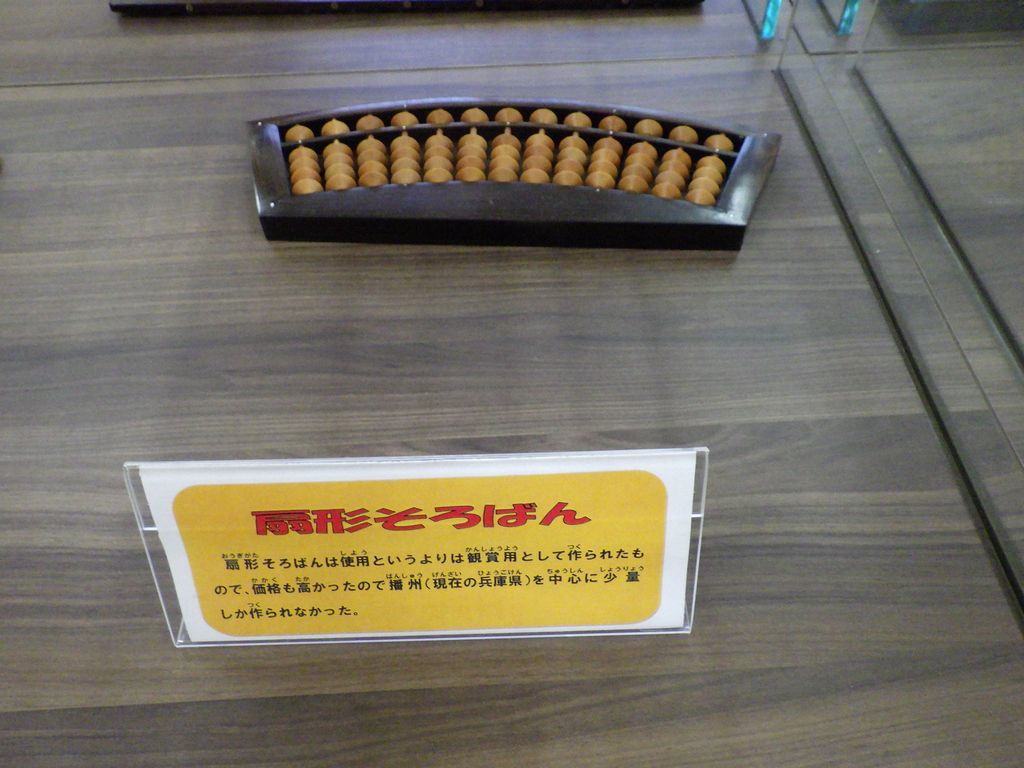 扇形そろばん
扇形そろばんは使用というよりは観賞用として作られたも
ので、価格も高かったので播州(現在の兵庫県)を中心に少量
しか作られなかった。